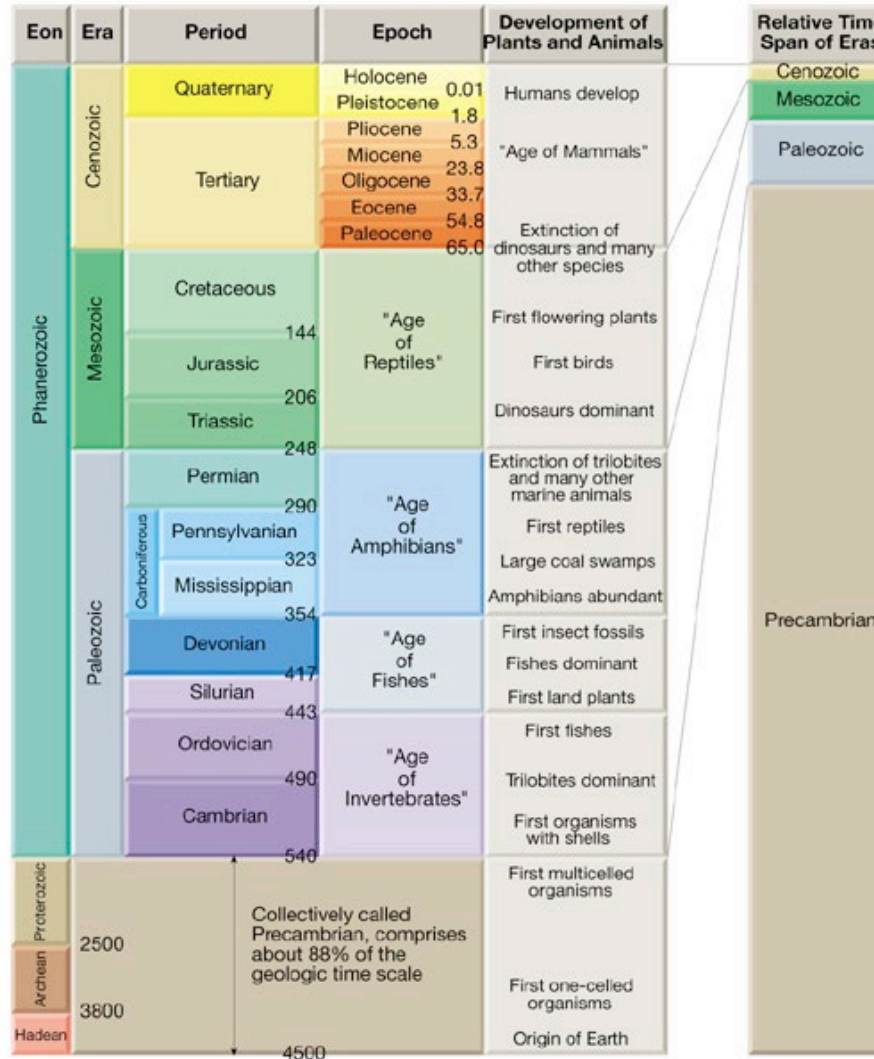 Eon
Era
Period
Epoch
Development of
Plants and Animals
Relative Tim
Span of Eras
Phanerozoic
Cenozoic
Quaternary
Holocene
0.01
Pleistocene
1.8
Tertiary
Pliocene
5.3
Miocene
23.8
Oligocene
33.7
Eocene
54.8
Paleocene
65.0
Humans develop
"Age of Mammals"
Extinction of
dinosaurs and many
other species
Mesozoic
Cretaceous
144
Jurassic
206
Triassic
248
"Age
of
Reptiles"
First flowering plants
First birds
Dinosaurs dominant
Paleozoic
Permian
290
Carboniferous
Pennsylvanian
323
Mississippian
354
"Age
of
Amphibians"
Extinction of trilobites
and many other
marine animals
First reptiles
Large coal swamps
Amphibians abundant
Devonian
417
Silurian
443
"Age
of
Fishes"
First insect fossils
Fishes dominant
First land plants
Ordovician
490
Cambrian
540
"Age
of
Invertebrates"
First fishes
Trilobites dominant
First organisms
with shells
Proterozoic
2500
Archean
3800
Hadean
4500
Collectively called
Precambrian, comprises
about 88% of the
geologic time scale
First multicelled
organisms
First one-celled
organisms
Origin of Earth
Cenozoic
Mesozoic
Paleozoic
Precambrian